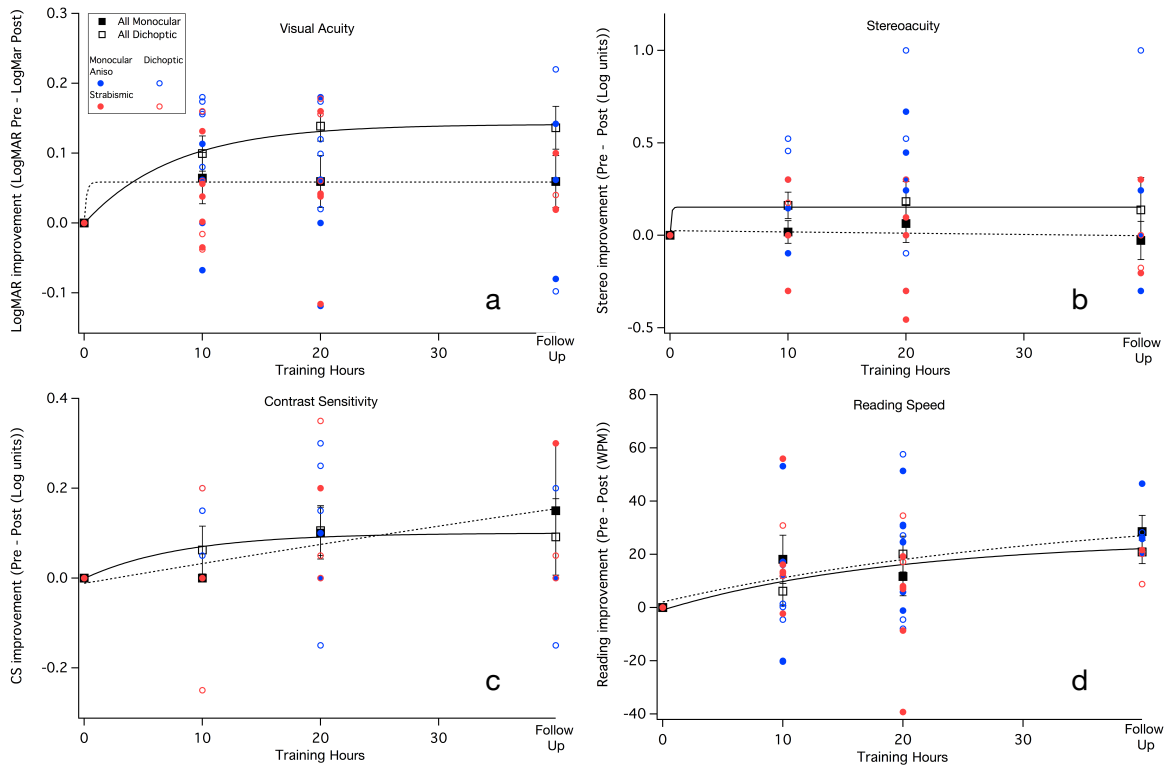 Visual Acuity
LogMAR improvement (LogMAR Pre - LogMar Post)
0.3
0.2
0.1
0.0
-0.1
All Monocular
All Dichoptic
Monocular Dichoptic
Aniso
Strabismic
a
0 10 20 30 Follow Up
Training Hours
Stereoacuity
Stereo improvement (Pre - Post (Log units))
1.0
0.5
0.0
-0.5
b
0 10 20 30 Follow Up
Training Hours
Contrast Sensitivity
CS improvement (Pre - Post (Log units))
0.4
0.2
0.0
-0.2
c
0 10 20 30 Follow Up
Training Hours
Reading Speed
Reading improvement (Pre - Post (WPM))
80
60
40
20
0
-20
-40
d
0 10 20 30 Follow Up
Training Hours